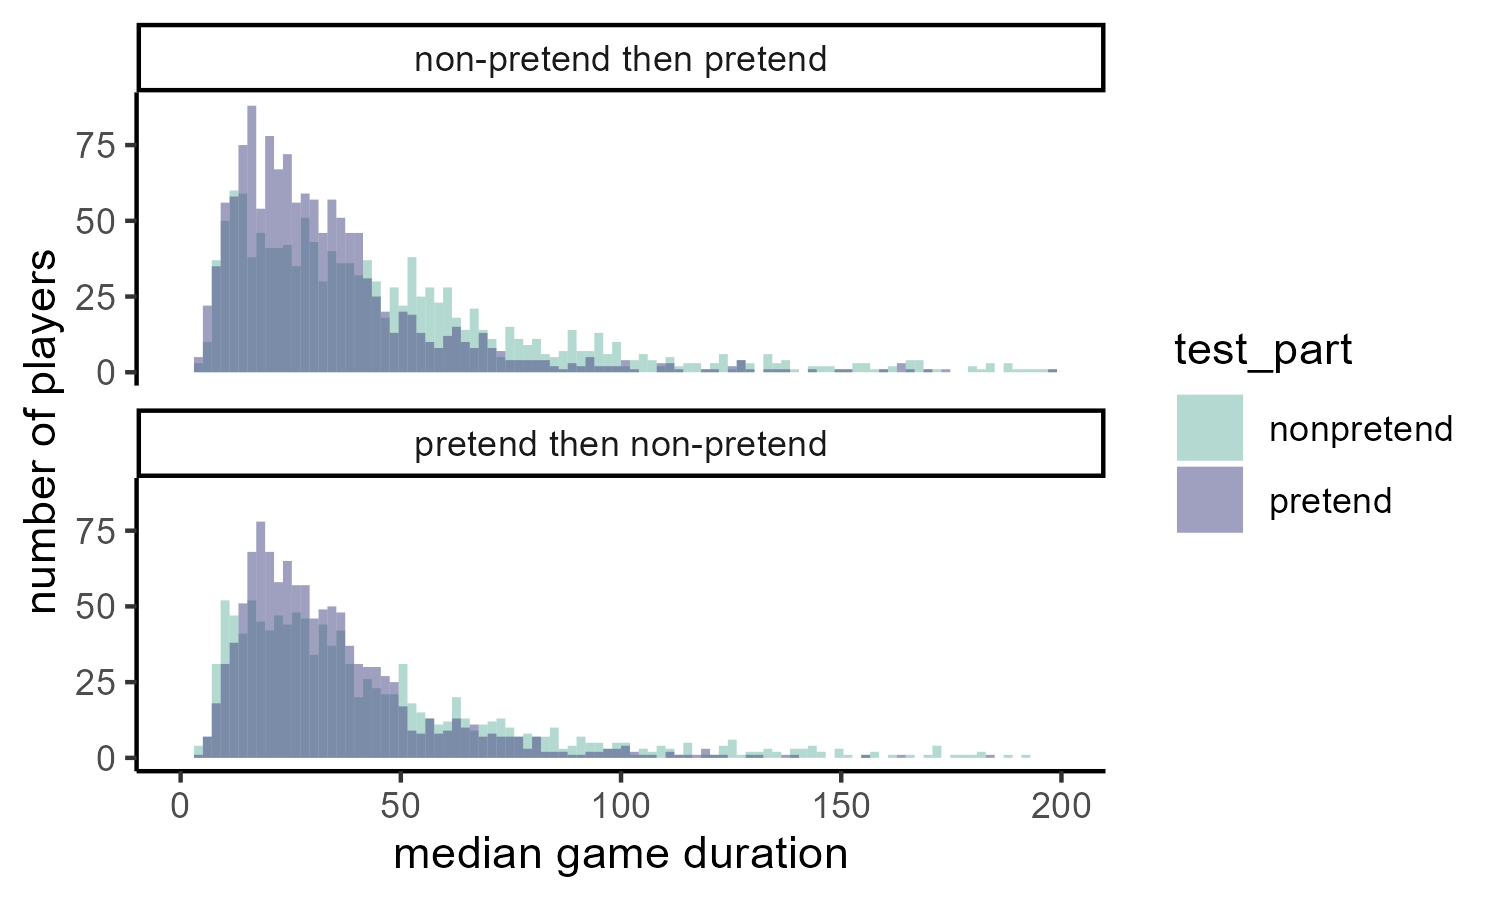 non-pretend then pretend
75
50
25
0
number of players
pretend then non-pretend
75
50
25
0
0 50 100 150 200
median game duration
test_part
nonpretend
pretend